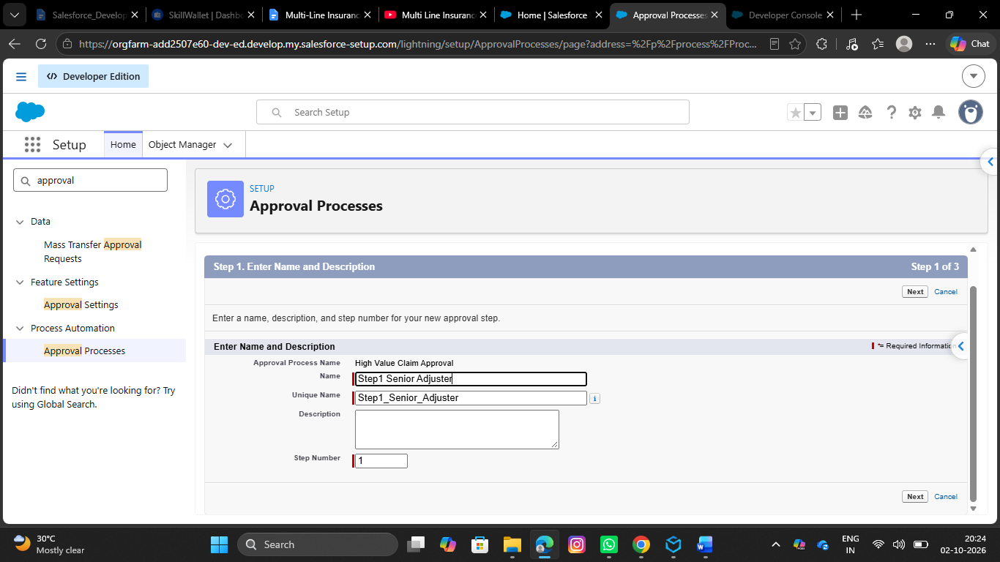 Salesforce_Develop
SkillWallet | Dashbo
Multi-Line Insuranc
Multi Line Insuranc
Home | Salesforce
Approval Processes
Developer Console
https://orgfarm-add2507e60-dev-ed.develop.my.salesforce-setup.com/lightning/setup/ApprovalProcesses/page?address=%2Fp%2Fprocess%2FProc...
Chat
Developer Edition
Search Setup
Setup
Home
Object Manager
approval
Data
Mass Transfer Approval
Requests
Feature Settings
Approval Settings
Process Automation
Approval Processes
Didn't find what you're looking for? Try
using Global Search.
SETUP
Approval Processes
Step 1. Enter Name and Description
Step 1 of 3
Next Cancel
Enter a name, description, and step number for your new approval step.
Enter Name and Description
= Required Information
Approval Process Name High Value Claim Approval
Name Step1 Senior Adjuster
Unique Name Step1_Senior_Adjuster
i
Description
Step Number 1
Next Cancel
30°C
Mostly clear
Search
ENG
IN
20:24
02-10-2026